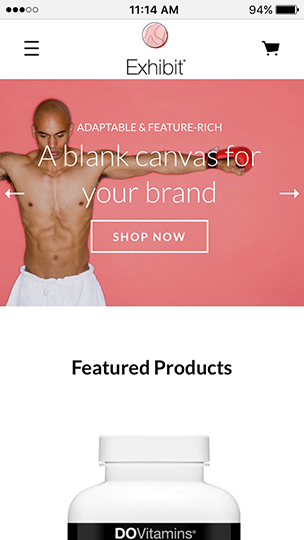 11:14 AM
94%
Exhibit®
ADAPTABLE & FEATURE-RICH
A blank canvas for
your brand
SHOP NOW
Featured Products
DOVitamins®